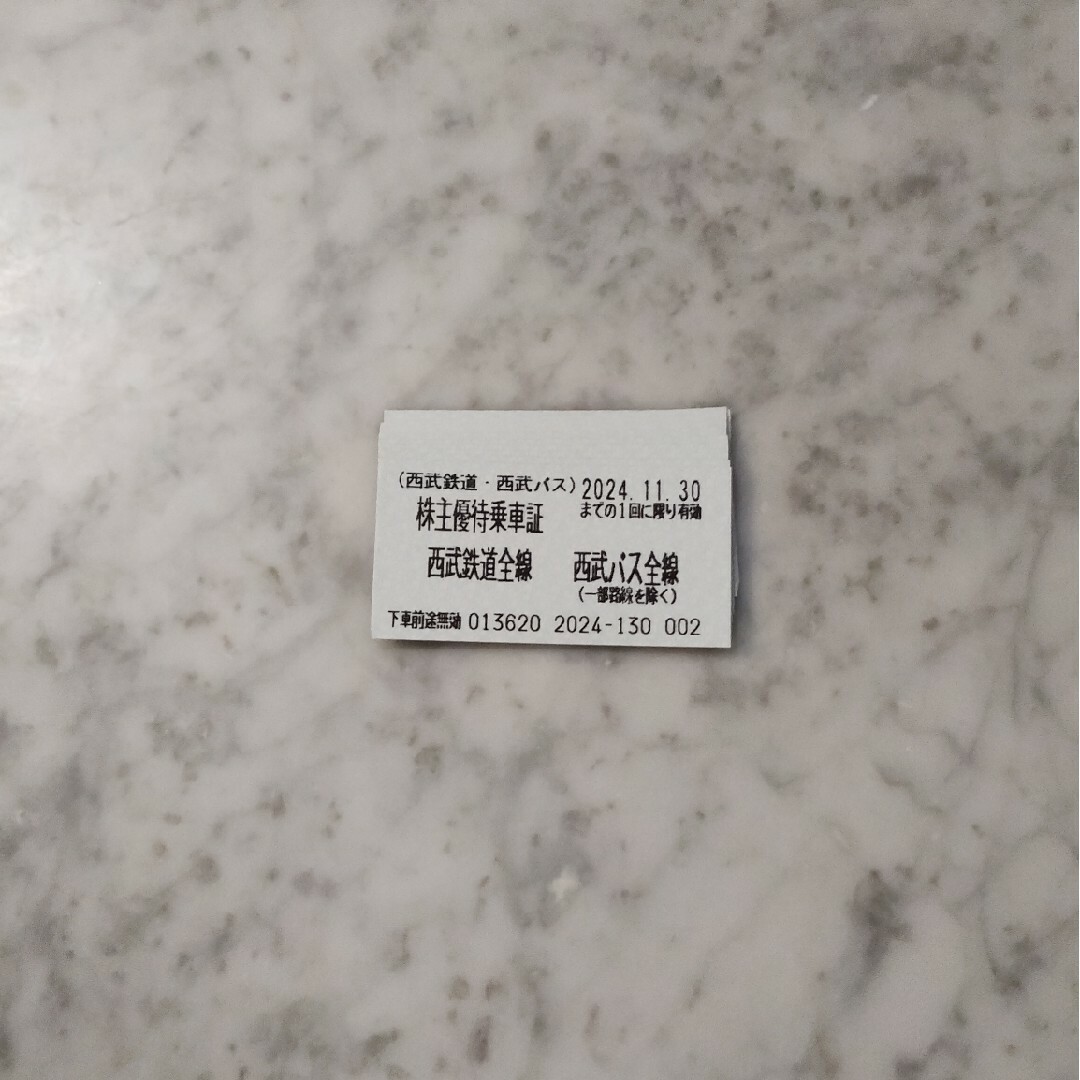 (西武鉄道・西武バス) 2024.11.30
株主優待乗車証 までの1回に限り有効
西武鉄道全線 西武バス全線
(一部路線を除く)
下車前途無効 013620 2024-130 002